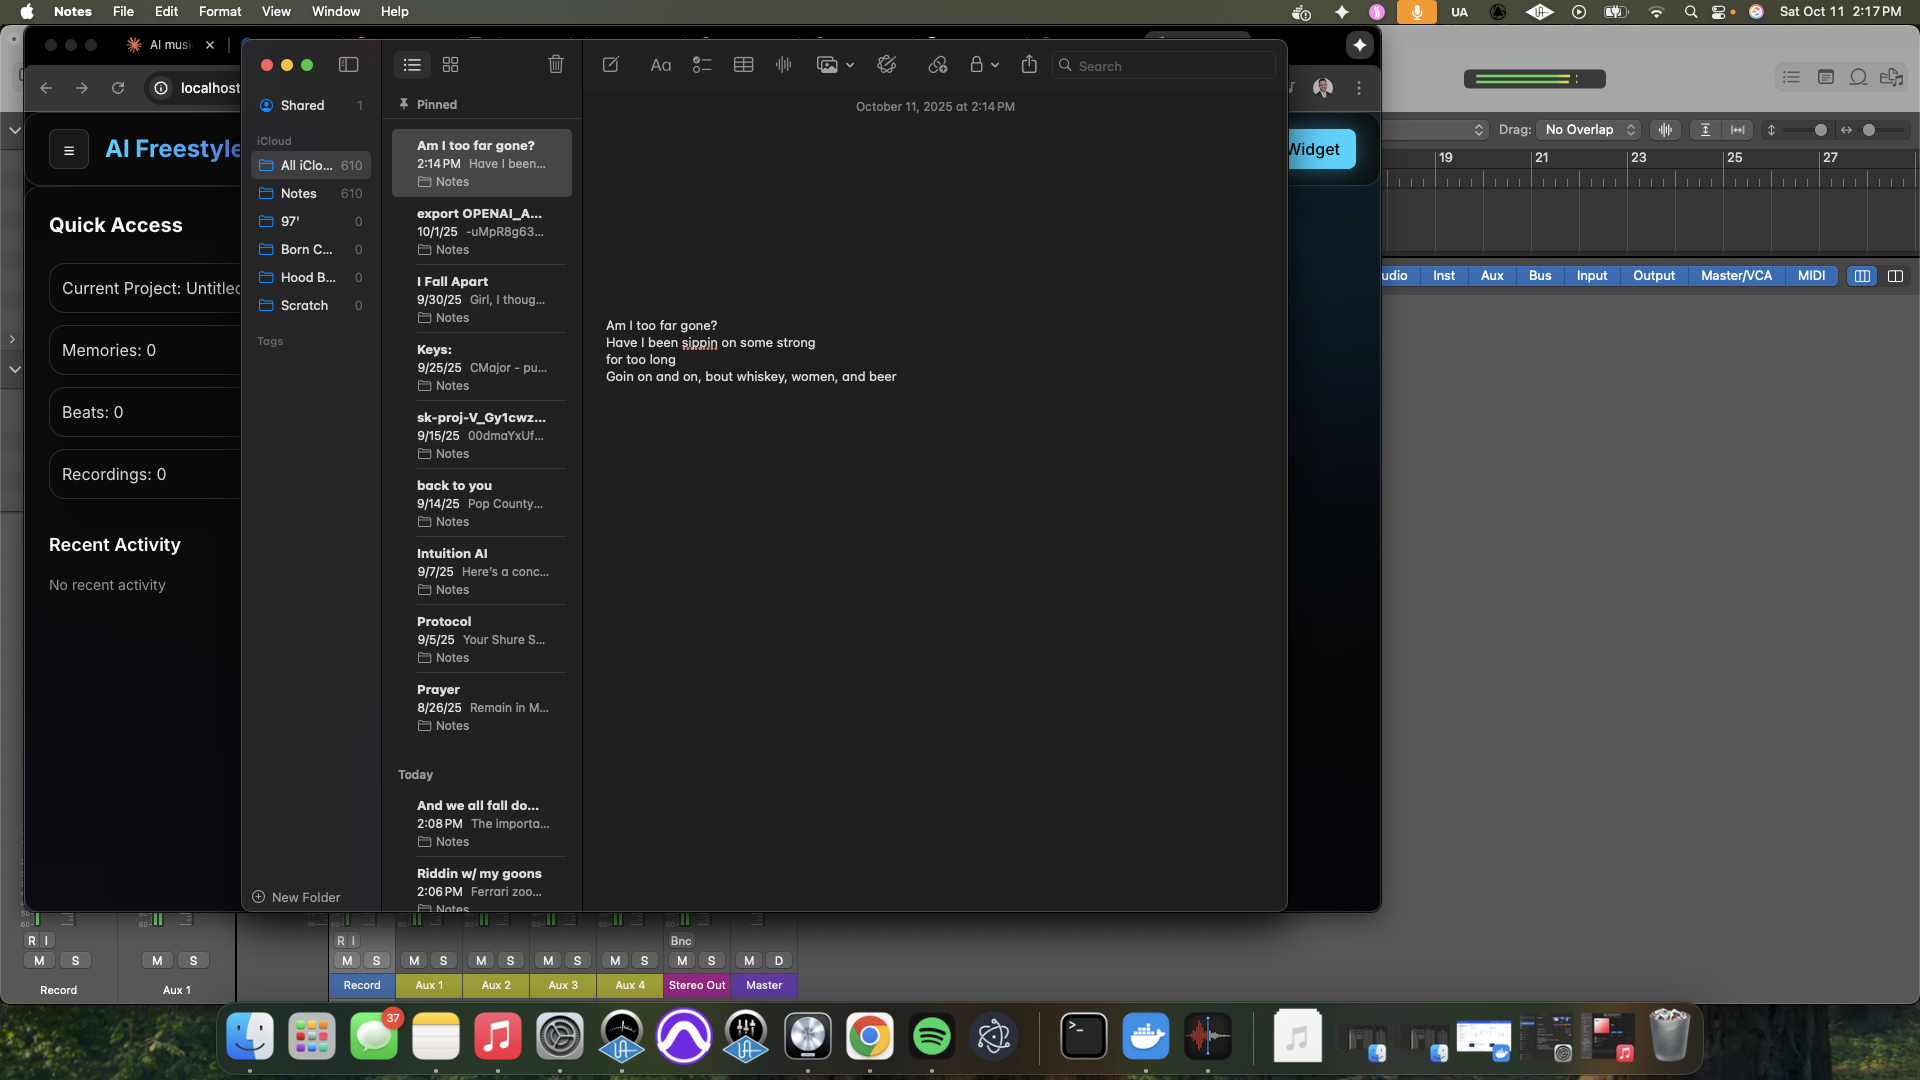 Notes File Edit Format View Window Help
UA
Sat Oct 11 2:17 PM
AI musi
localhost
AI Freestyle
Quick Access
Current Project: Untitled
Memories: 0
Beats: 0
Recordings: 0
Recent Activity
No recent activity
Shared 1
iCloud
All iClo... 610
Notes 610
97' 0
Born C... 0
Hood B... 0
Scratch 0
Tags
New Folder
Pinned
Am I too far gone?
2:14 PM Have I been...
Notes
export OPENAI_A...
10/1/25 -uMpR8g63...
Notes
I Fall Apart
9/30/25 Girl, I thoug...
Notes
Keys:
9/25/25 CMajor - pu...
Notes
sk-proj-V_Gy1cwz...
9/15/25 00dmaYxUf...
Notes
back to you
9/14/25 Pop County...
Notes
Intuition AI
9/7/25 Here's a conc...
Notes
Protocol
9/5/25 Your Shure S...
Notes
Prayer
8/26/25 Remain in M...
Notes
Today
And we all fall do...
2:08 PM The importa...
Notes
Riddin w/ my goons
2:06 PM Ferrari zoo...
Notes
Aa
Search
October 11, 2025 at 2:14 PM
Am I too far gone?
Have I been sippin on some strong
for too long
Goin on and on, bout whiskey, women, and beer
Widget
Drag: No Overlap
19 21 23 25 27
udio Inst Aux Bus Input Output Master/VCA MIDI
R I
R I
Bnc
M S M S M S M S M S M S M S M S M D
Record Aux 1 Record Aux 1 Aux 2 Aux 3 Aux 4 Stereo Out Master
37